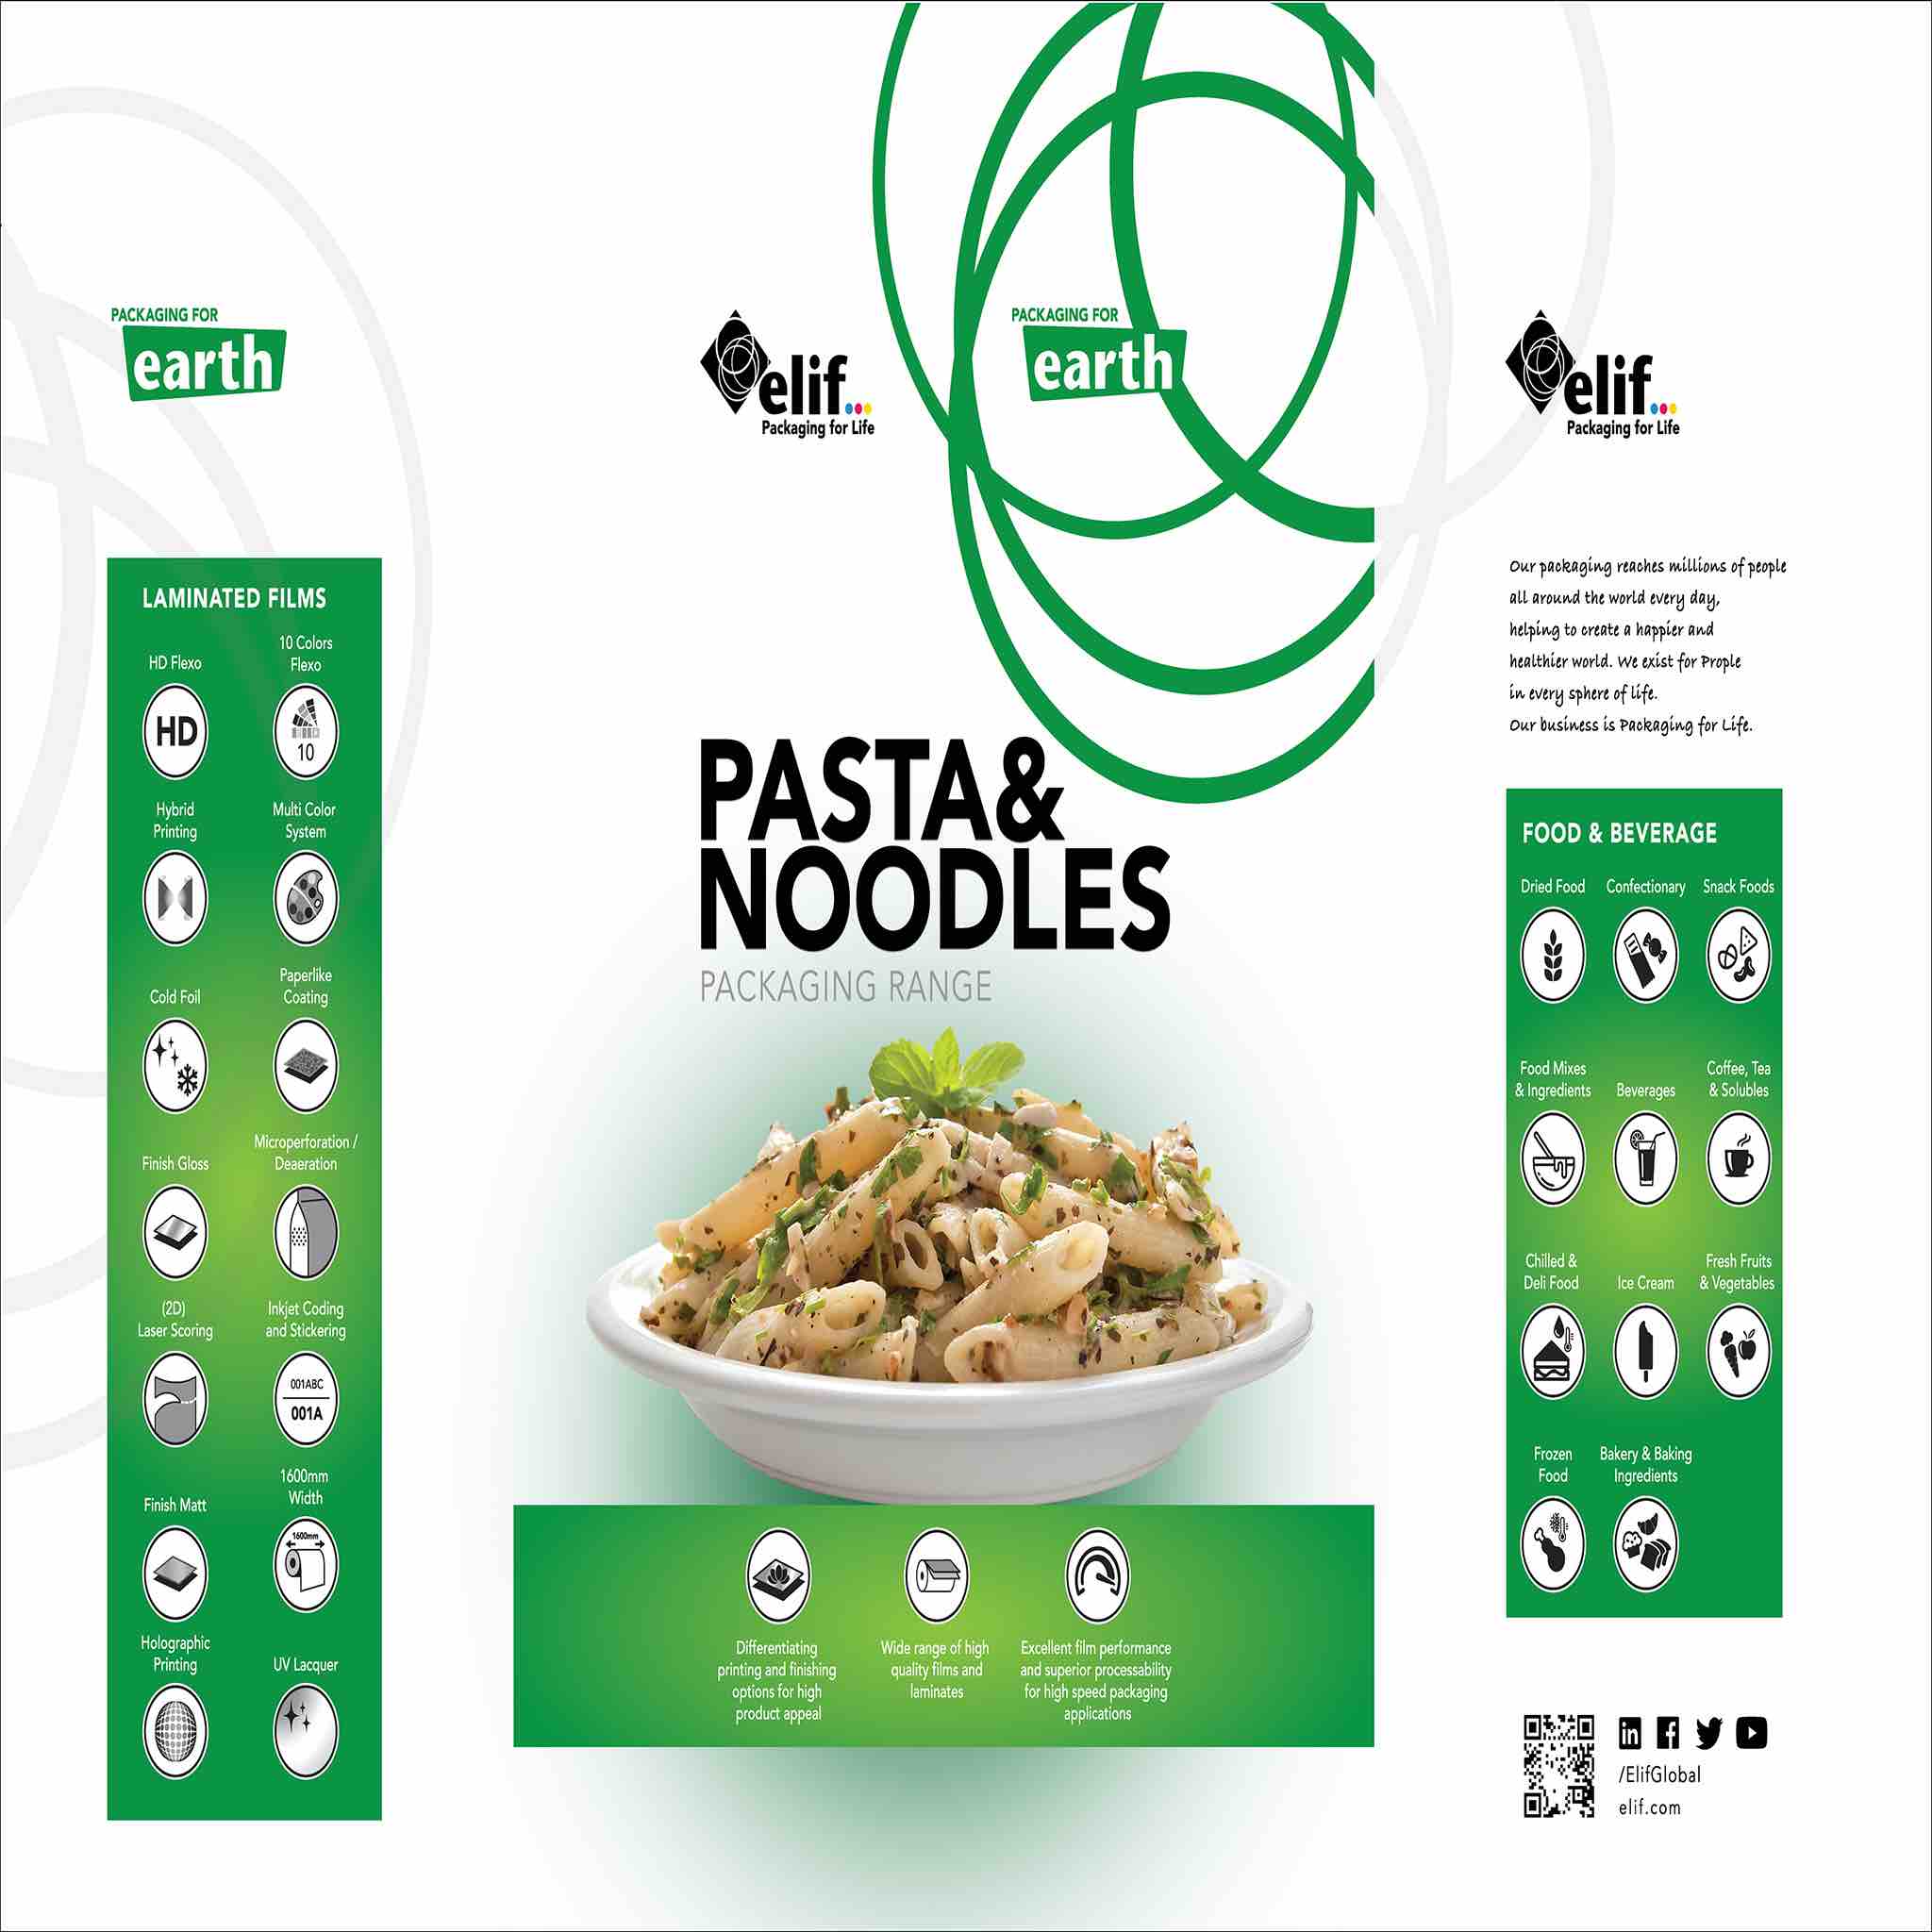 PACKAGING FOR
earth
LAMINATED FILMS
HD Flexo
HD
10 Colors
Flexo
10
Hybrid
Printing
Multi Color
System
Cold Foil
Paperlike
Coating
Finish Gloss
Microperforation /
Deaeration
(2D)
Laser Scoring
Inkjet Coding
and Stickering
001ABC
001A
Finish Matt
1600mm
Width
1600mm
Holographic
Printing
UV Lacquer
elif
Packaging for Life
PACKAGING FOR
earth
PASTA&
NOODLES
PACKAGING RANGE
Differentiating
printing and finishing
options for high
product appeal
Wide range of high
quality films and
laminates
Excellent film performance
and superior processability
for high speed packaging
applications
elif
Packaging for Life
Our packaging reaches millions of people
all around the world every day,
helping to create a happier and
healthier world. We exist for Prople
in every sphere of life.
Our business is Packaging for Life.
FOOD & BEVERAGE
Dried Food
Confectionary
Snack Foods
Food Mixes
& Ingredients
Beverages
Coffee, Tea
& Solubles
Chilled &
Deli Food
Ice Cream
Fresh Fruits
& Vegetables
Frozen
Food
Bakery & Baking
Ingredients
in
/ElifGlobal
elif.com